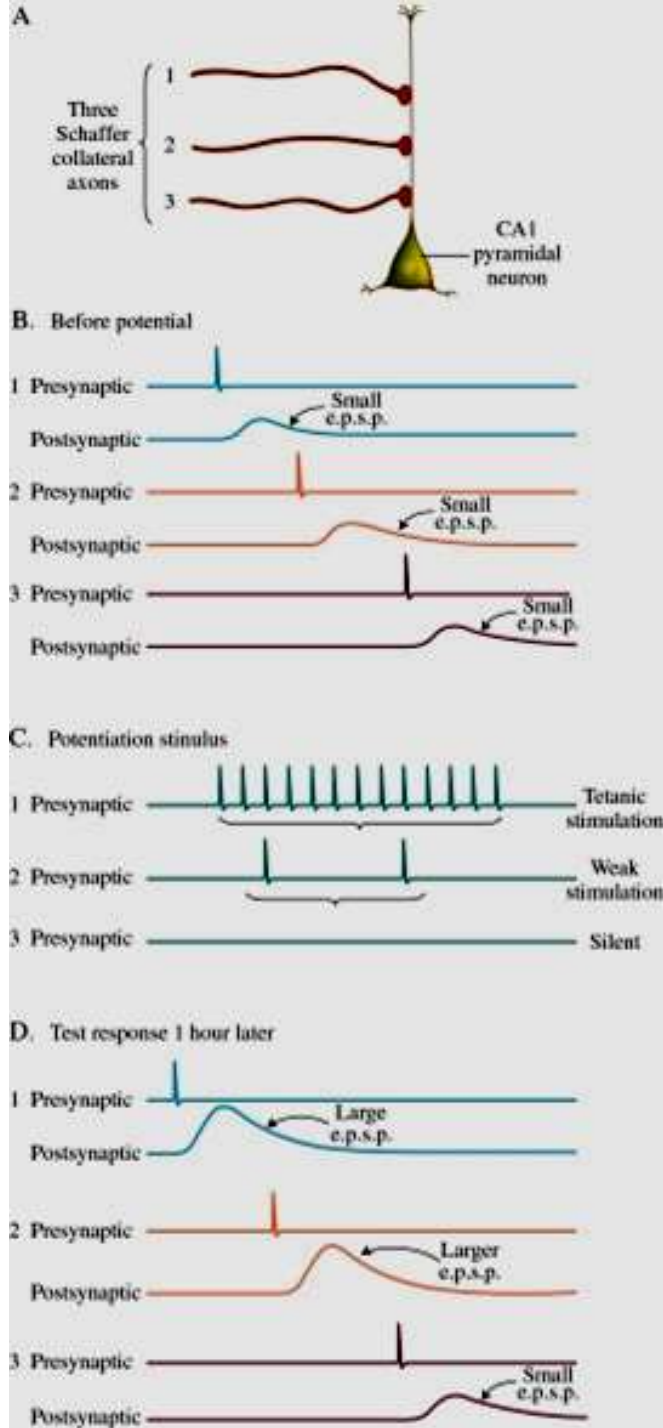 A
1
Three
Schaffer
collateral
axons
2
3
CA1
pyramidal
neuron
B. Before potential
1 Presynaptic
Small
e.p.s.p.
Postsynaptic
2 Presynaptic
Small
e.p.s.p.
Postsynaptic
3 Presynaptic
Small
e.p.s.p.
Postsynaptic
C. Potentiation stimulus
1 Presynaptic
Tetanic
stimulation
2 Presynaptic
Weak
stimulation
3 Presynaptic
Silent
D. Test response 1 hour later
1 Presynaptic
Large
e.p.s.p.
Postsynaptic
2 Presynaptic
Larger
e.p.s.p.
Postsynaptic
3 Presynaptic
Small
e.p.s.p.
Postsynaptic